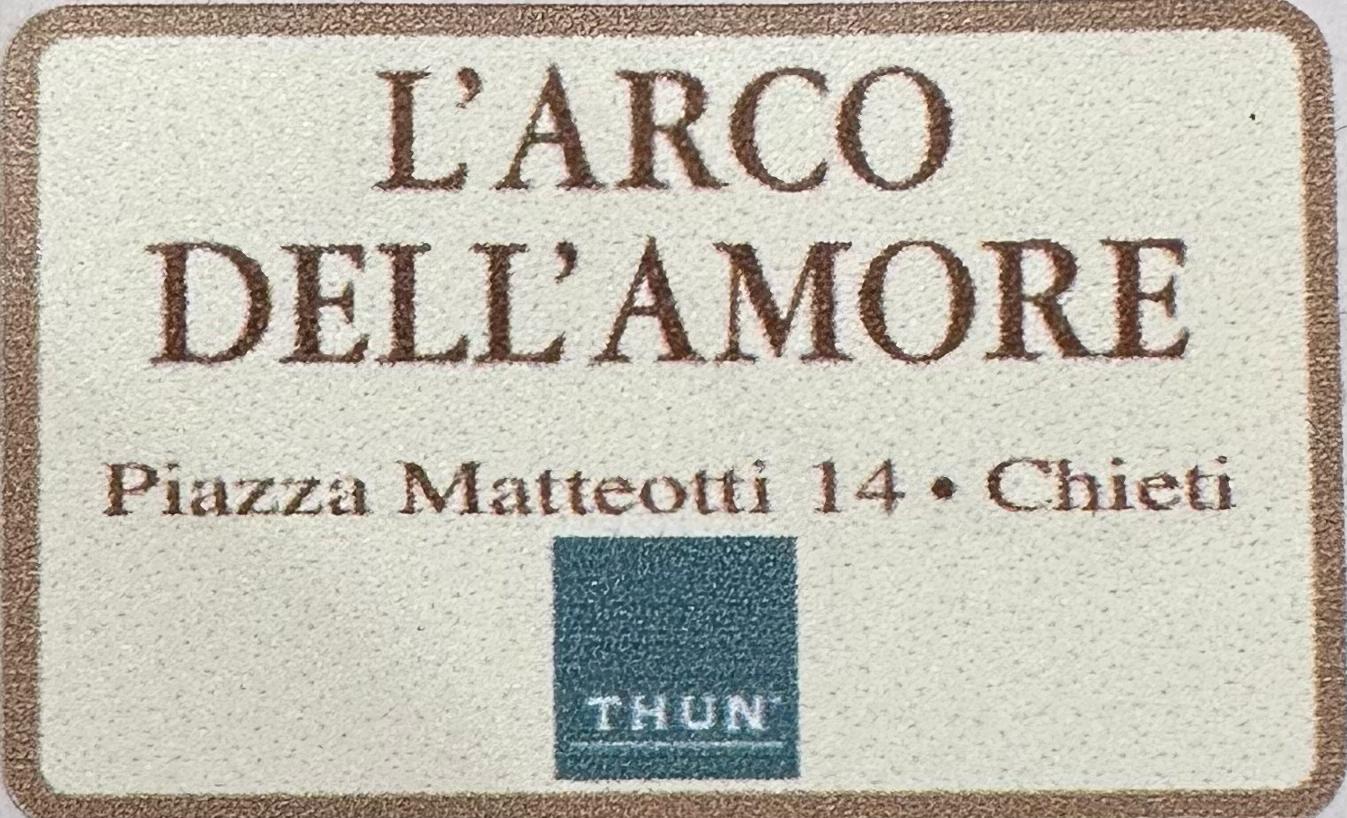 L'ARCO
DELL'AMORE
Piazza Matteotti 14 • Chieti
THUN